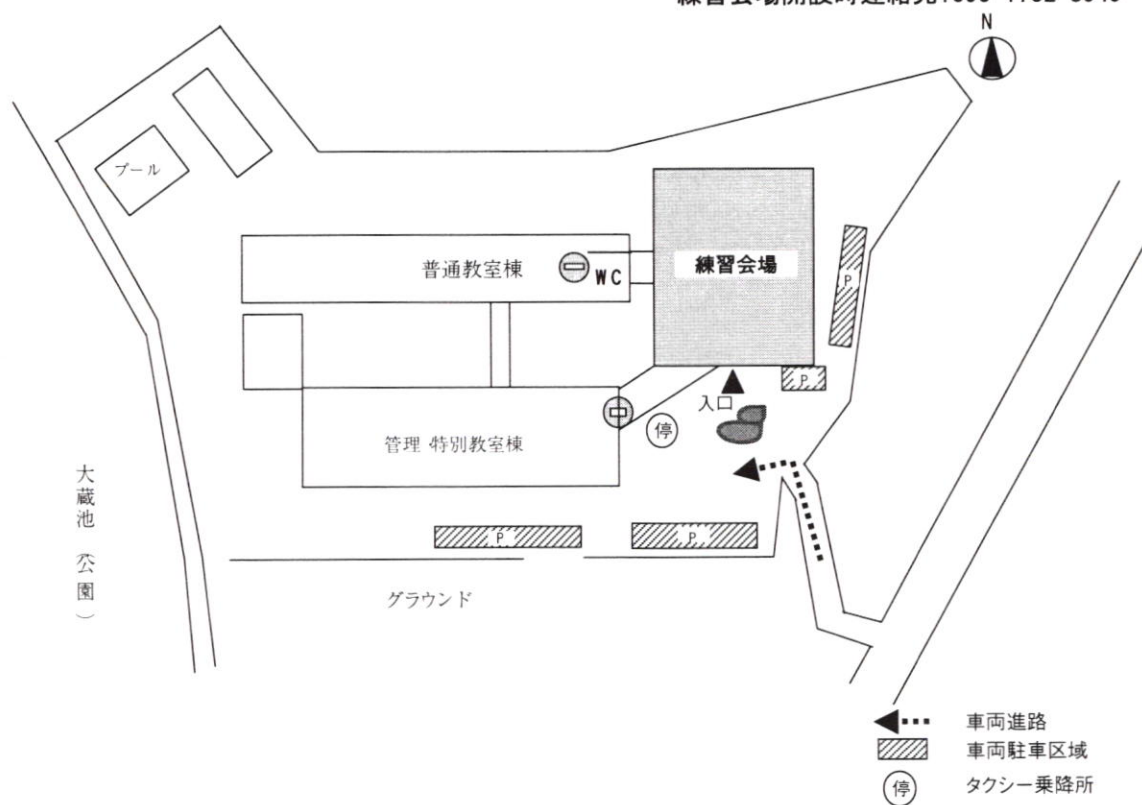 N
プール
普通教室棟
WC
練習会場
P
P
入口
停
管理・特別教室棟
大蔵池（公園）
P
P
グラウンド
車両進路
車両駐車区域
停 タクシー乗降所